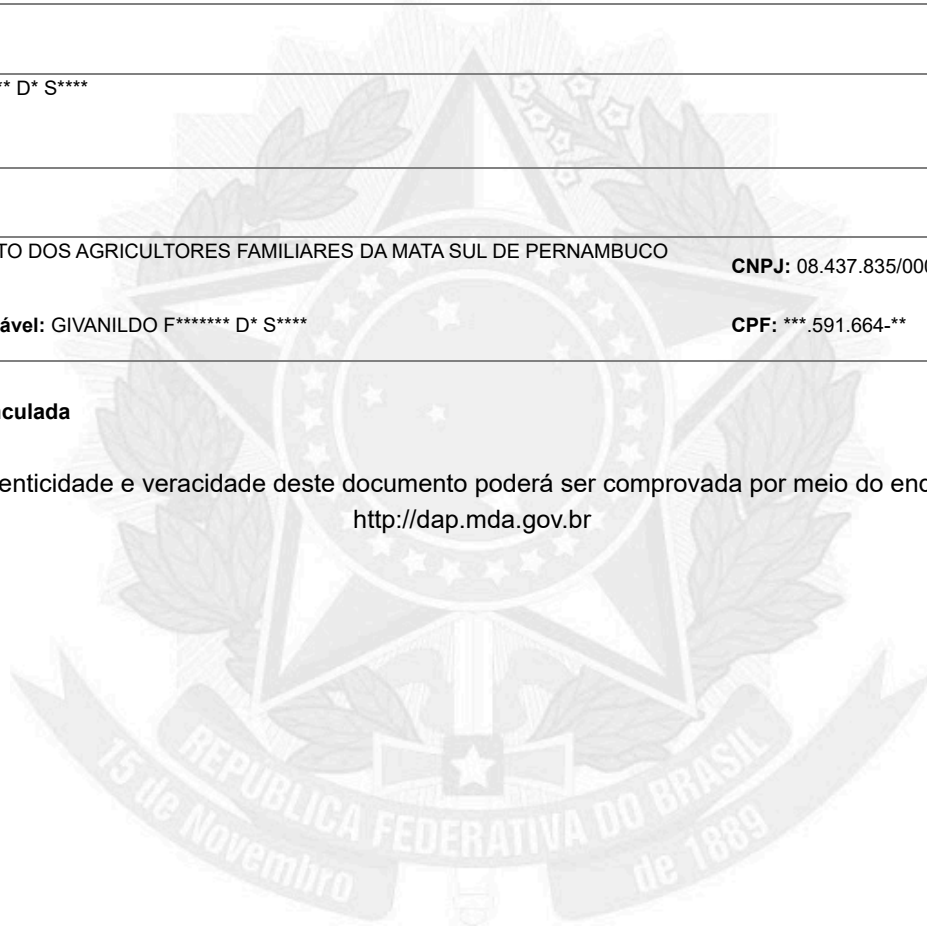 ** D* S****
TO DOS AGRICULTORES FAMILIARES DA MATA SUL DE PERNAMBUCO
CNPJ: 08.437.835/000
ável: GIVANILDO F******* D* S****
CPF: ***.591.664-**
culada
enticidade e veracidade deste documento poderá ser comprovada por meio do end
http://dap.mda.gov.br
REPÚBLICA FEDERATIVA DO BRASIL
15 de Novembro
de 1889